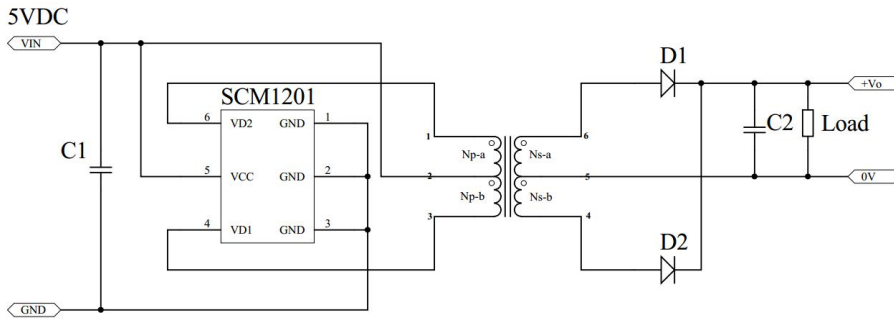 5VDC
VIN
D1
SCM1201
+Vo
6 VD2 GND 1
C1
1
6
C2
Load
Np-a
Ns-a
5 VCC GND 2
2
5
0V
Np-b
Ns-b
4 VD1 GND 3
3
4
D2
GND